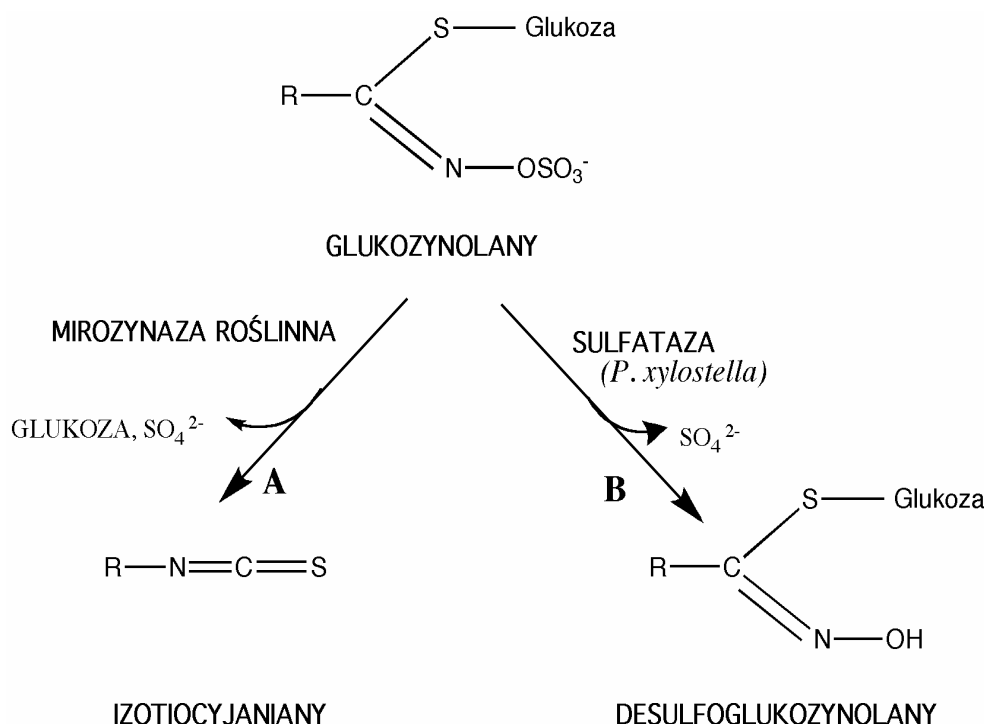 S—Glukoza
R—C
N—OSO₃⁻
GLUKOZYNOLANY
MIROZYNAZA ROŚLINNA
SULFATAZA
(P. xylostella)
GLUKOZA, SO₄²⁻
SO₄²⁻
A
B
S—Glukoza
R—N=C=S
R—C
N—OH
IZOTIOCYJANIANY
DESULFOGLUKOZYNOLANY